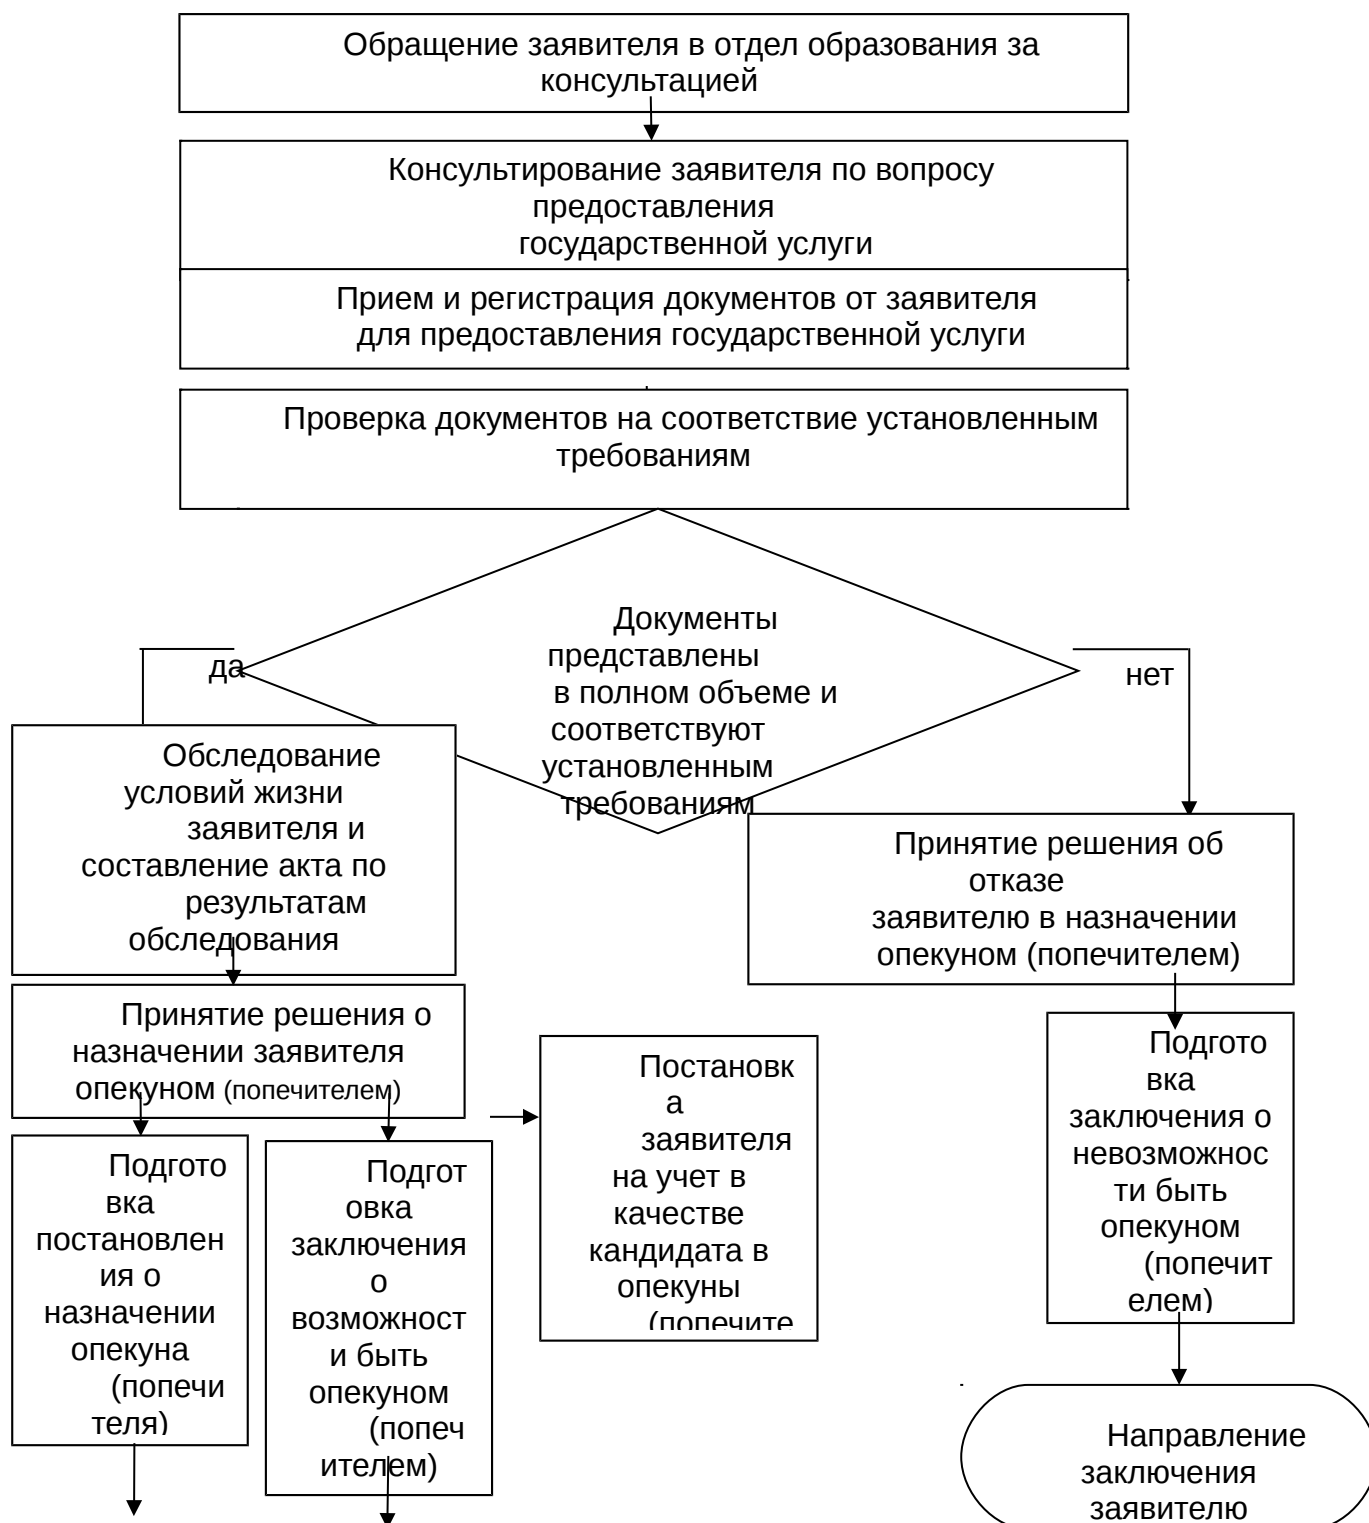 Обращение заявителя в отдел образования за
консультацией
Консультирование заявителя по вопросу
предоставления
государственной услуги
Прием и регистрация документов от заявителя
для предоставления государственной услуги
Проверка документов на соответствие установленным
требованиям
Документы
представлены
в полном объеме и
соответствуют
установленным
требованиям
да
нет
Обследование
условий жизни
заявителя и
составление акта по
результатам
обследования
Принятие решения об
отказе
заявителю в назначении
опекуном (попечителем)
Принятие решения о
назначении заявителя
опекуном (попечителем)
Постановк
а
заявителя
на учет в
качестве
кандидата в
опекуны
(попечите
Подгото
вка
заключения о
невозможнос
ти быть
опекуном
(попечит
елем)
Подгото
вка
постановлен
ия о
назначении
опекуна
(попечи
теля)
Подгот
овка
заключения
о
возможност
и быть
опекуном
(попеч
ителем)
Направление
заключения
заявителю